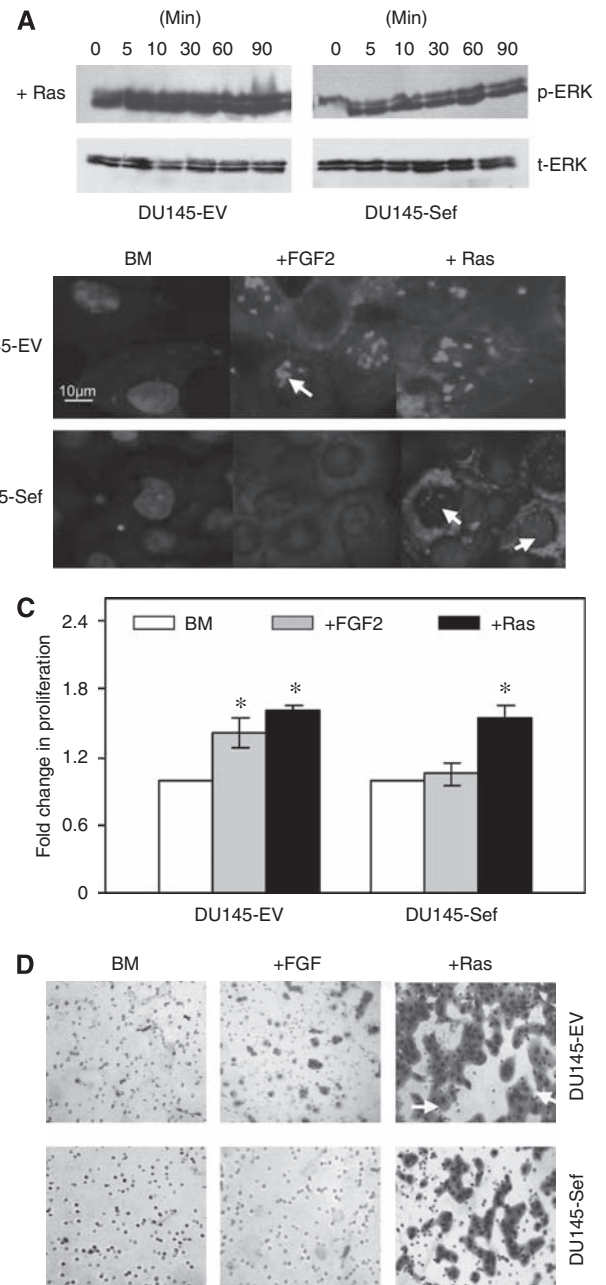 A
(Min) (Min)
0 5 10 30 60 90 0 5 10 30 60 90
+ Ras p-ERK
t-ERK
DU145-EV DU145-Sef
BM +FGF2 + Ras
5-EV
10µm
5-Sef
C
BM +FGF2 +Ras
Fold change in proliferation
2.4
1.8
1.2
0.6
0
* * *
DU145-EV DU145-Sef
D
BM +FGF +Ras
DU145-EV
DU145-Sef